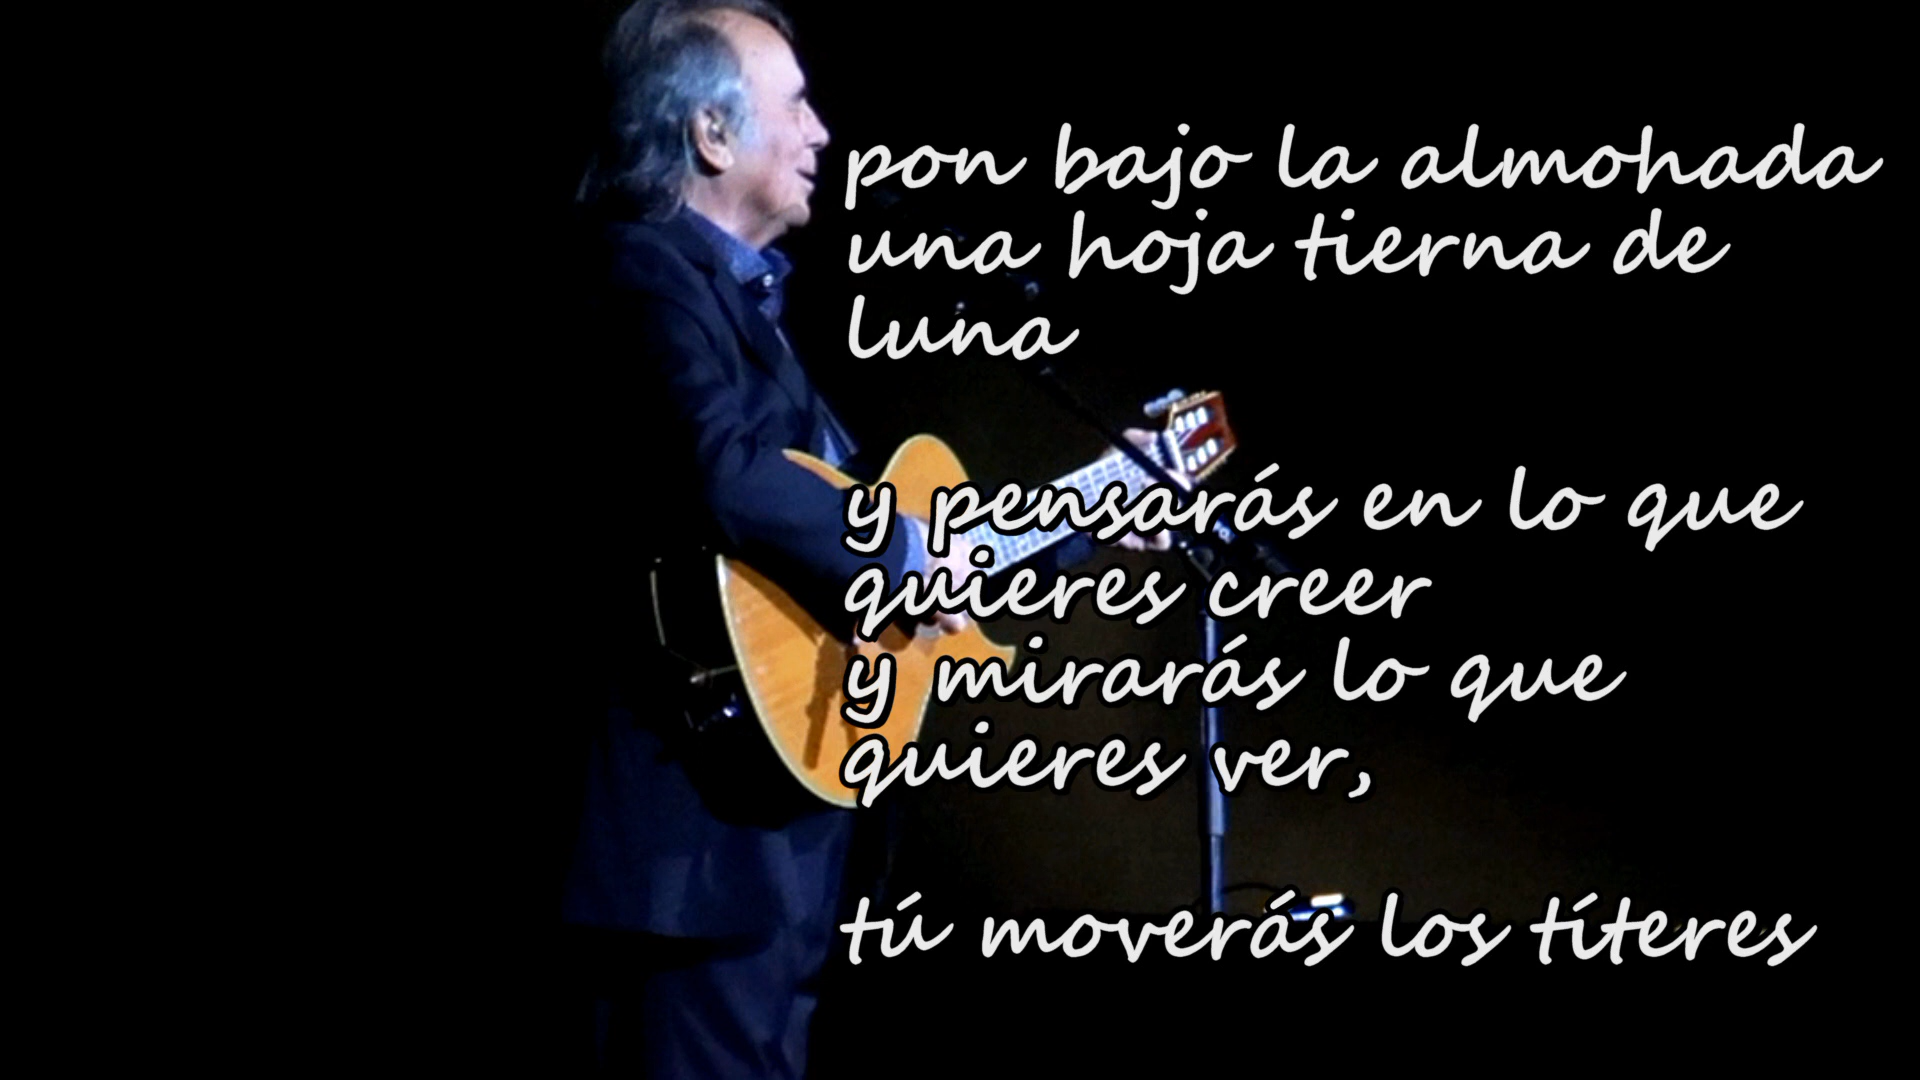 pon bajo la almohada
una hoja tierna de
luna
y pensarás en lo que
quieres creer
y mirarás lo que
quieres ver,
tú moverás los títeres